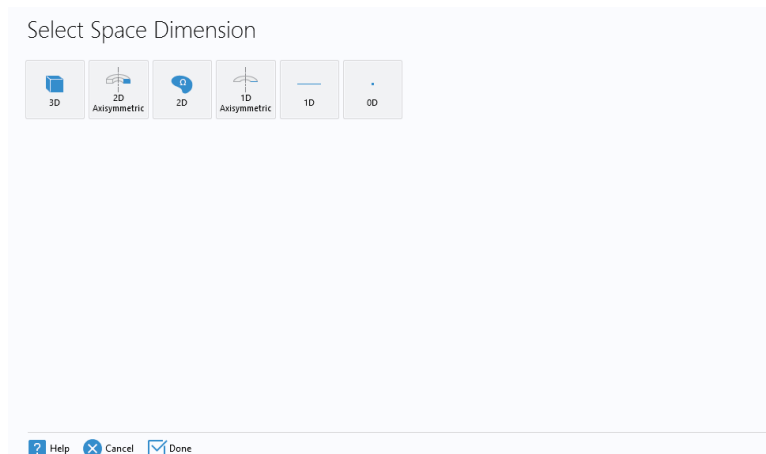 Select Space Dimension
3D
2D
Axisymmetric
Ω
2D
1D
Axisymmetric
1D
0D
? Help
Cancel
Done